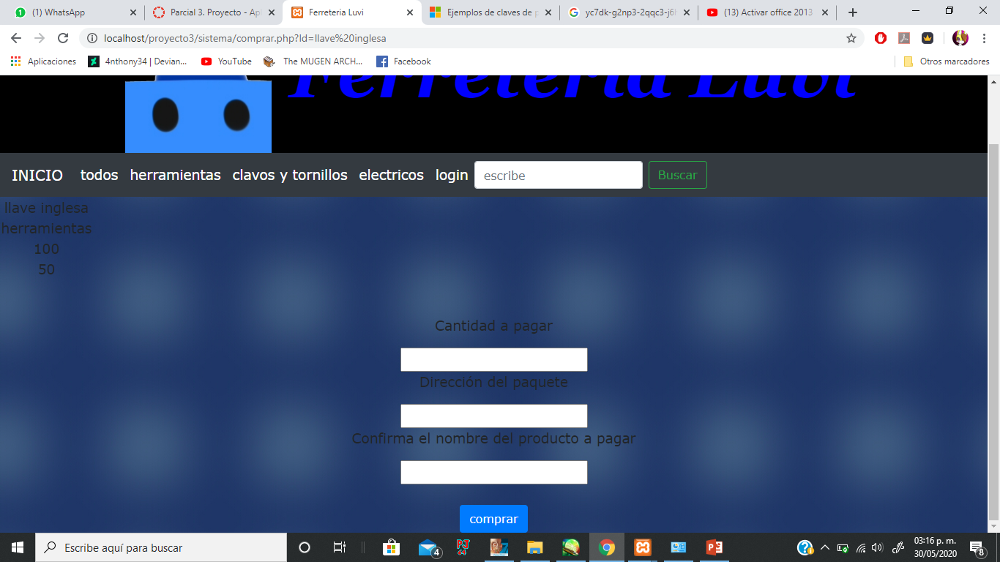 (1) WhatsApp
Parcial 3. Proyecto - Apl
Ferreteria Luvi
Ejemplos de claves de p
yc7dk-g2np3-2qqc3-j6
(13) Activar office 2013
localhost/proyecto3/sistema/comprar.php?Id=llave%20inglesa
Aplicaciones
4nthony34 | Devian...
YouTube
The MUGEN ARCH...
Facebook
Otros marcadores
Ferreteria Luvi
INICIO todos herramientas clavos y tornillos electricos login escribe Buscar
llave inglesa
herramientas
100
50
Cantidad a pagar
Dirección del paquete
Confirma el nombre del producto a pagar
comprar
Escribe aquí para buscar
4
03:16 p. m.
30/05/2020
8